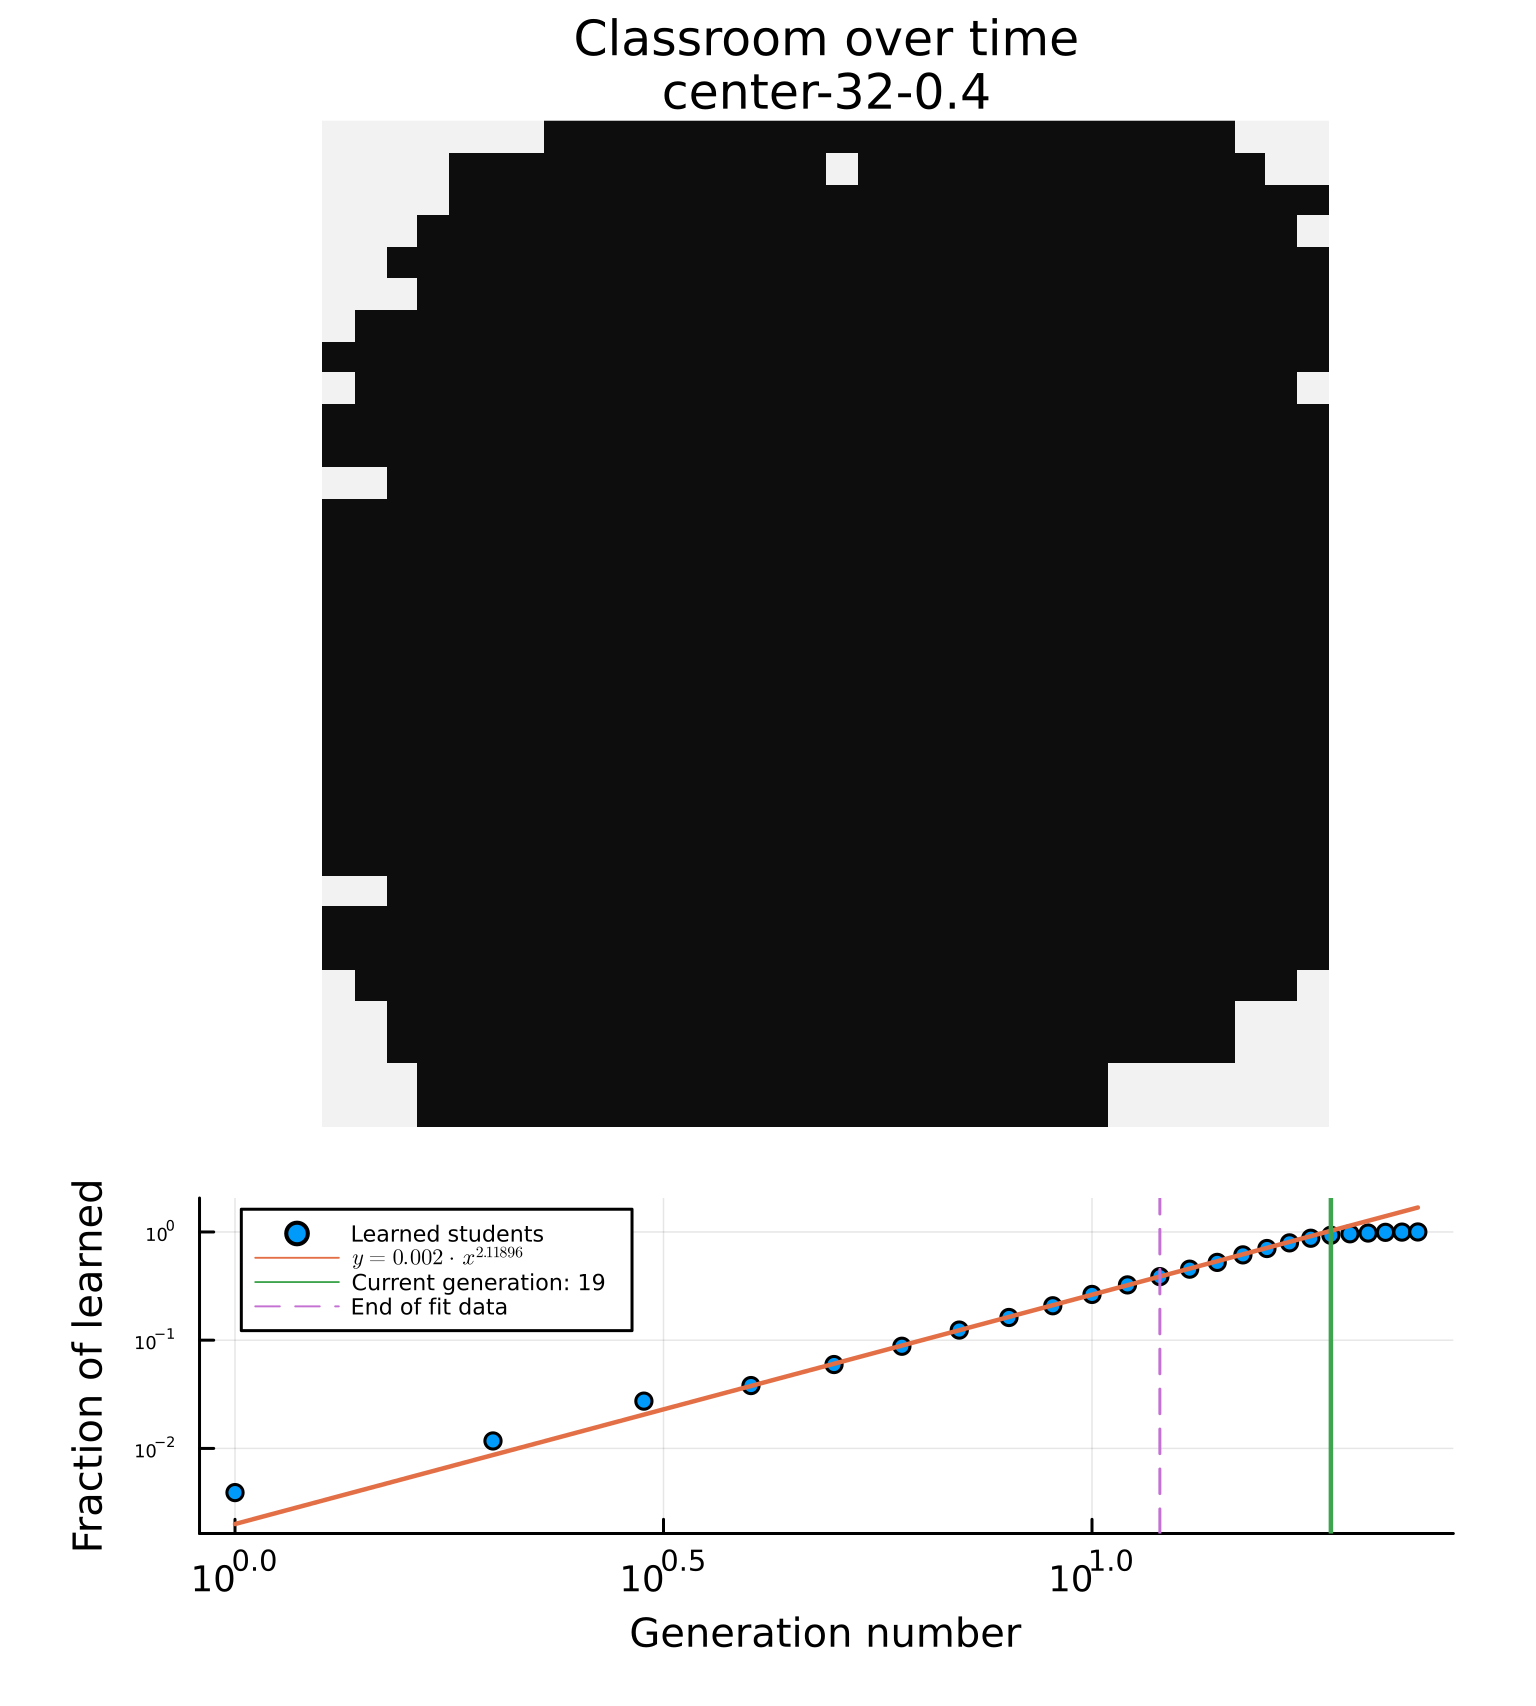 Classroom over time
center-32-0.4
Fraction of learned
10^0
10^-1
10^-2
Learned students
y = 0.002 · x^2.11896
Current generation: 19
End of fit data
10^0.0
10^0.5
10^1.0
Generation number